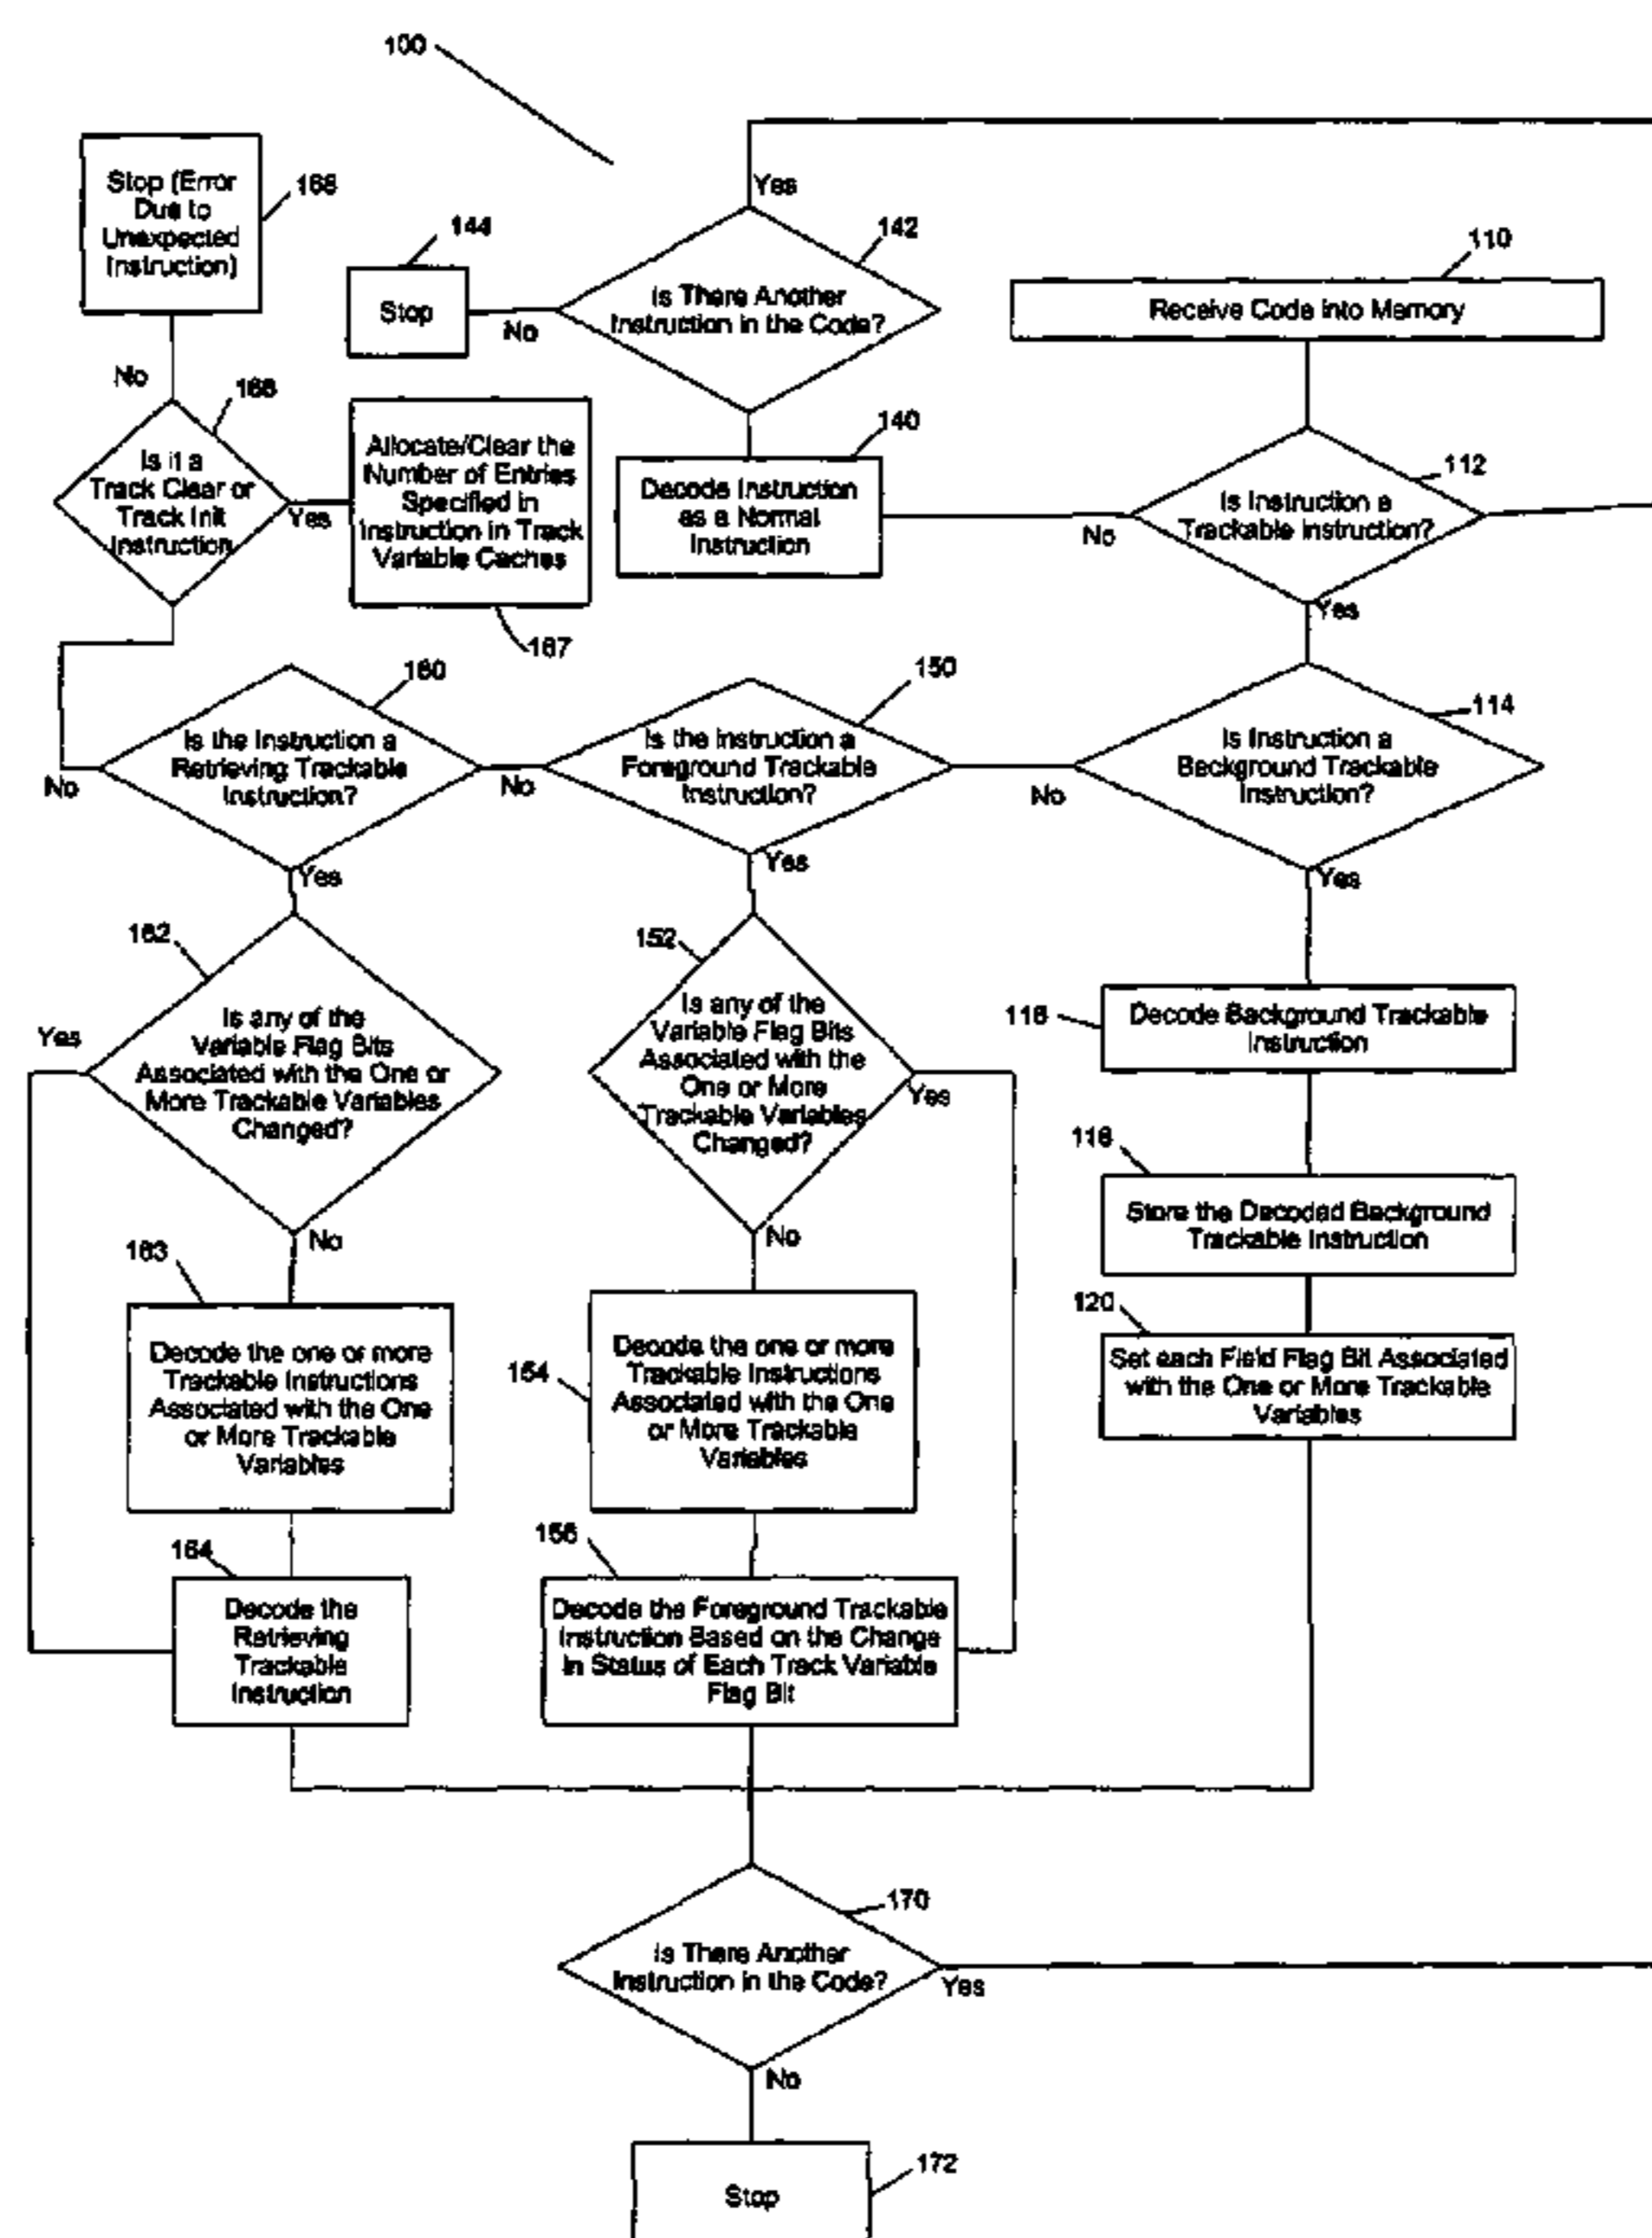 100
Yes
Stop (Error
Due to
Unexpected
Instruction)
168
144
Stop
No
142
Is There Another
Instruction in the Code?
110
Receive Code into Memory
No
Is it a
Track Clear or
Track Init
Instruction
Yes
Allocate/Clear the
Number of Entries
Specified in
Instruction in Track
Variable Caches
167
140
Decode Instruction
as a Normal
Instruction
No
112
Is Instruction a
Trackable Instruction?
Yes
160
Is the Instruction a
Retrieving Trackable
Instruction?
No
Yes
150
Is the Instruction a
Foreground Trackable
Instruction?
No
Yes
114
Is Instruction a
Background Trackable
Instruction?
No
Yes
162
Is any of the
Variable Flag Bits
Associated with the One or
More Trackable Variables
Changed?
Yes
No
152
Is any of the
Variable Flag Bits
Associated with the
One or More
Trackable Variables
Changed?
Yes
No
116
Decode Background Trackable
Instruction
118
Store the Decoded Background
Trackable Instruction
120
Set each Field Flag Bit Associated
with the One or More Trackable
Variables
163
Decode the one or more
Trackable Instructions
Associated with the One
or More Trackable
Variables
154
Decode the one or more
Trackable Instructions
Associated with the One
or More Trackable
Variables
164
Decode the
Retrieving
Trackable
Instruction
Decode the Foreground Trackable
Instruction Based on the Change
In Status of Each Track Variable
Flag Bit
170
Is There Another
Instruction in the Code?
Yes
No
172
Stop